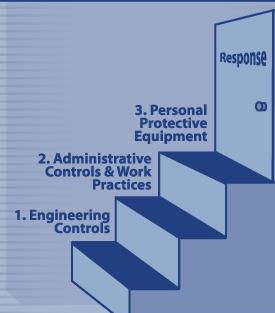 Response
3. Personal
Protective
Equipment
2. Administrative
Controls & Work
Practices
1. Engineering
Controls